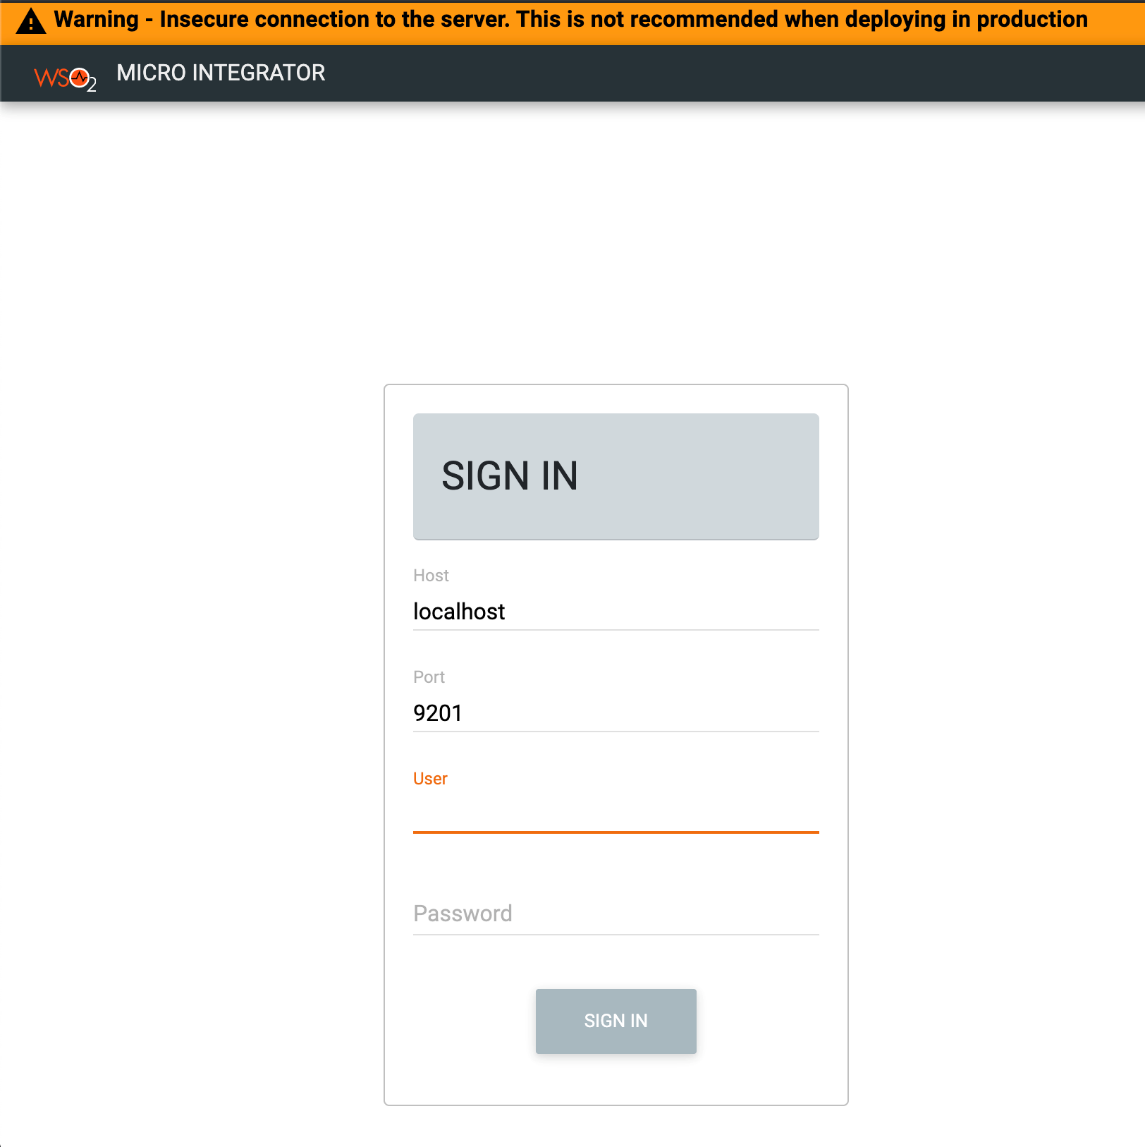 Warning - Insecure connection to the server. This is not recommended when deploying in production
WSO2 MICRO INTEGRATOR
SIGN IN
Host
localhost
Port
9201
User
Password
SIGN IN